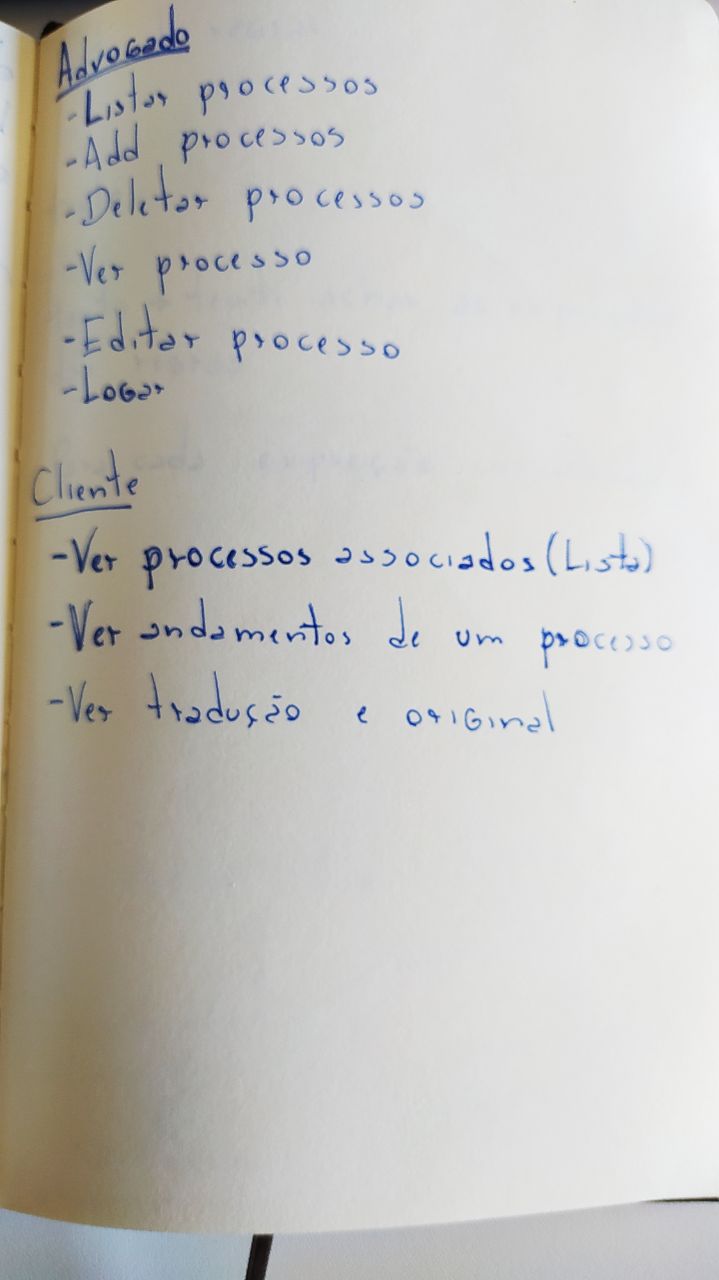 Advogado
-Listar processos
-Add processos
-Deletar processos
-Ver processo
-Editar processo
-Logar
Cliente
-Ver processos associados (Lista)
-Ver andamentos de um processo
-Ver tradução e original